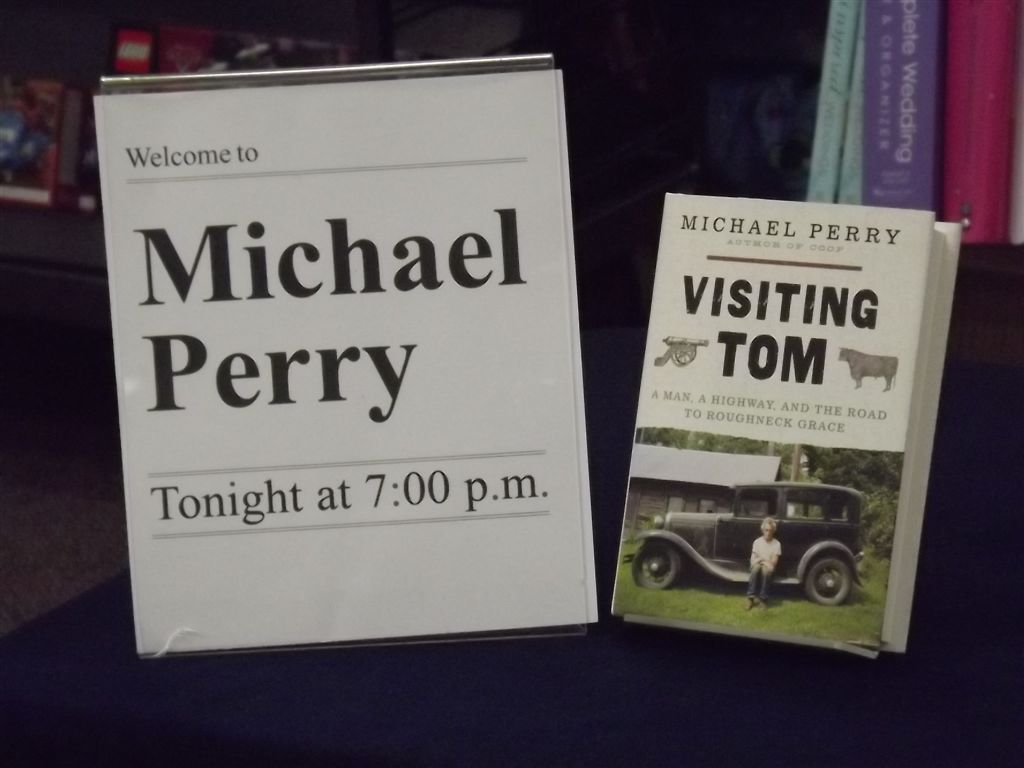 LEGO
Welcome to
Michael
Perry
Tonight at 7:00 p.m.
MICHAEL PERRY
AUTHOR OF COOP
VISITING
TOM
A MAN, A HIGHWAY, AND THE ROAD
TO ROUGHNECK GRACE
plete Wedding
& ORGANIZER